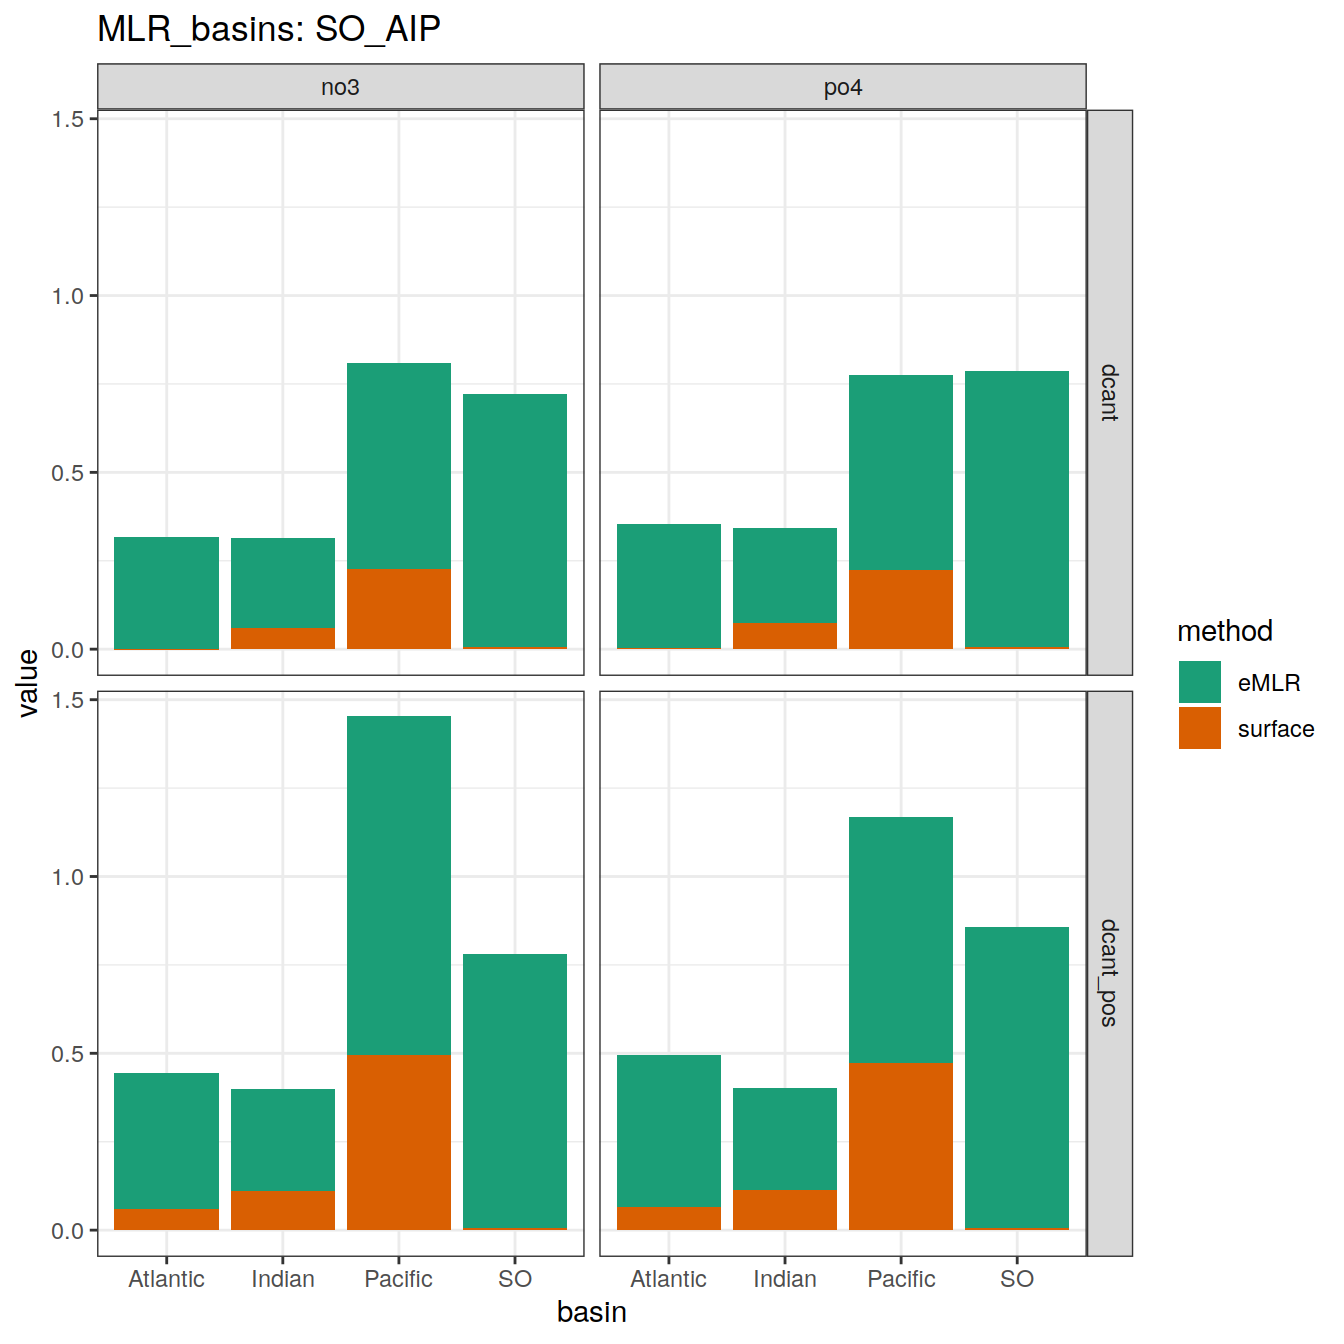 MLR_basins: SO_AIP
no3
po4
1.5
1.0
0.5
0.0
dcant
1.5
1.0
0.5
0.0
dcant_pos
value
Atlantic Indian Pacific SO
Atlantic Indian Pacific SO
basin
method
eMLR
surface